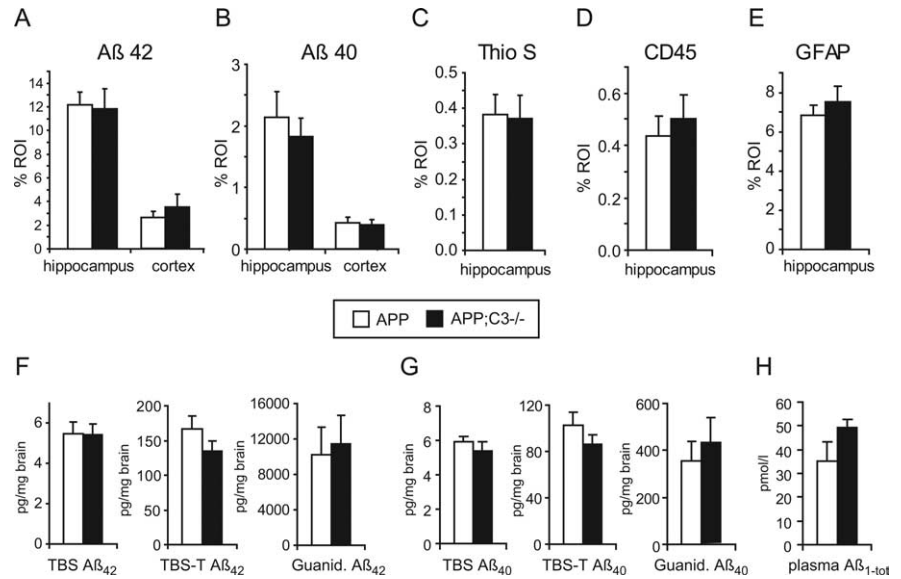 A B C D E
Aß 42 Aß 40 Thio S CD45 GFAP
% ROI
14
12
10
8
6
4
2
0
hippocampus cortex
% ROI
3
2
1
0
hippocampus cortex
% ROI
0.5
0.4
0.3
0.2
0.1
0.0
hippocampus
% ROI
0.6
0.4
0.2
0.0
hippocampus
% ROI
8
6
4
2
0
hippocampus
APP APP;C3-/-
F G H
pg/mg brain
6
4
2
0
TBS Aß42
pg/mg brain
200
150
100
50
0
TBS-T Aß42
pg/mg brain
16000
12000
8000
4000
0
Guanid. Aß42
pg/mg brain
8
6
4
2
0
TBS Aß40
pg/mg brain
120
80
40
0
TBS-T Aß40
pg/mg brain
600
400
200
0
Guanid. Aß40
pmol/l
60
50
40
30
20
10
0
plasma Aß1-tot